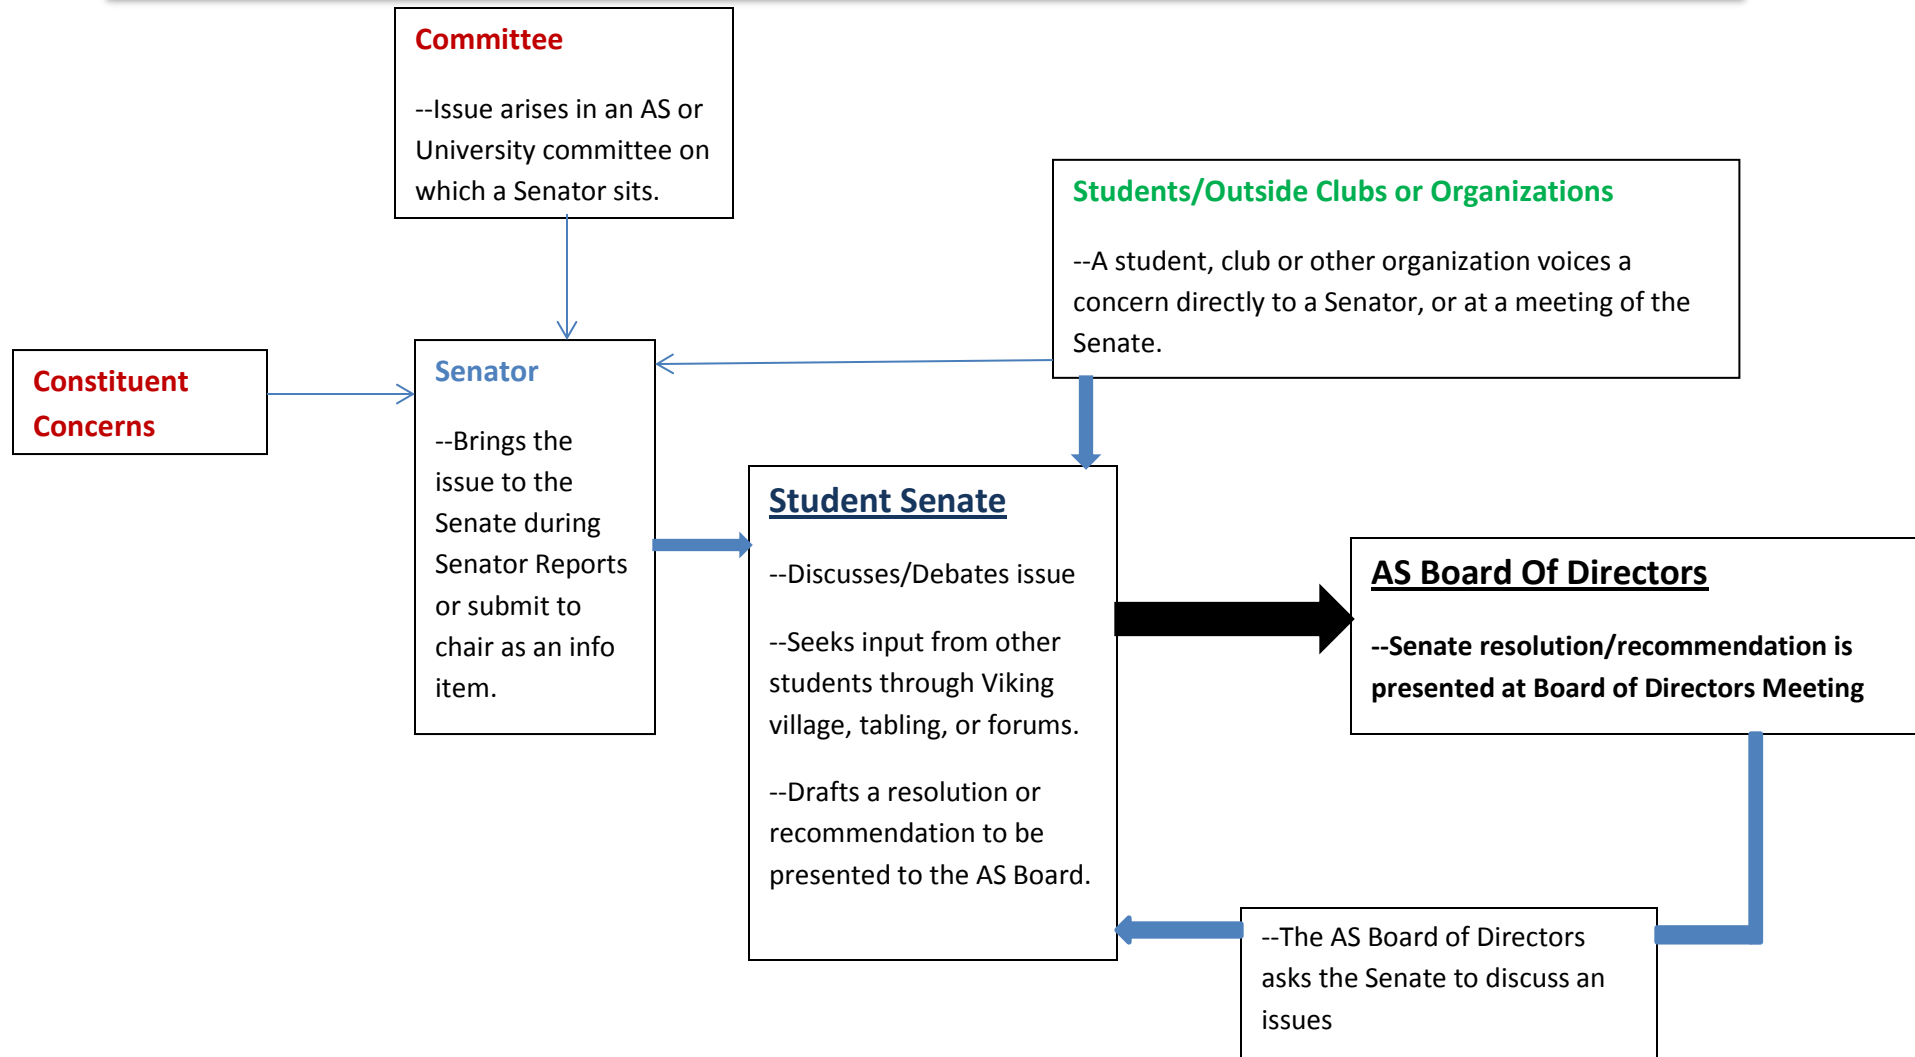 Committee
--Issue arises in an AS or
University committee on
which a Senator sits.
Students/Outside Clubs or Organizations
--A student, club or other organization voices a
concern directly to a Senator, or at a meeting of the
Senate.
Constituent
Concerns
Senator
--Brings the
issue to the
Senate during
Senator Reports
or submit to
chair as an info
item.
Student Senate
--Discusses/Debates issue
--Seeks input from other
students through Viking
village, tabling, or forums.
--Drafts a resolution or
recommendation to be
presented to the AS Board.
AS Board Of Directors
--Senate resolution/recommendation is
presented at Board of Directors Meeting
--The AS Board of Directors
asks the Senate to discuss an
issues